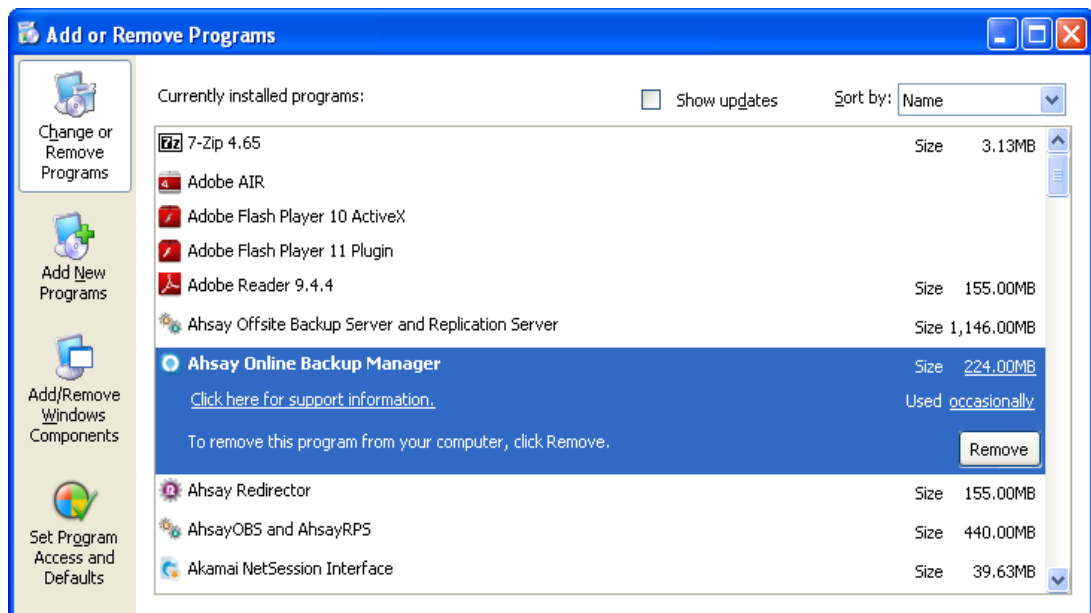 Add or Remove Programs
Change or
Remove
Programs
Add New
Programs
Add/Remove
Windows
Components
Set Program
Access and
Defaults
Currently installed programs:
Show updates
Sort by: Name
7-Zip 4.65 Size 3.13MB
Adobe AIR
Adobe Flash Player 10 ActiveX
Adobe Flash Player 11 Plugin
Adobe Reader 9.4.4 Size 155.00MB
Ahsay Offsite Backup Server and Replication Server Size 1,146.00MB
Ahsay Online Backup Manager Size 224.00MB
Click here for support information. Used occasionally
To remove this program from your computer, click Remove. Remove
Ahsay Redirector Size 155.00MB
AhsayOBS and AhsayRPS Size 440.00MB
Akamai NetSession Interface Size 39.63MB